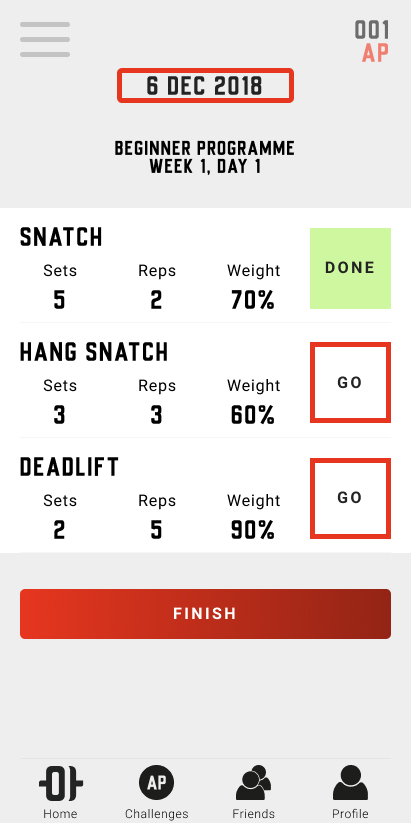 001
AP
6 DEC 2018
BEGINNER PROGRAMME
WEEK 1, DAY 1
SNATCH
Sets Reps Weight
5 2 70%
DONE
HANG SNATCH
Sets Reps Weight
3 3 60%
GO
DEADLIFT
Sets Reps Weight
2 5 90%
GO
FINISH
AP
Home Challenges Friends Profile